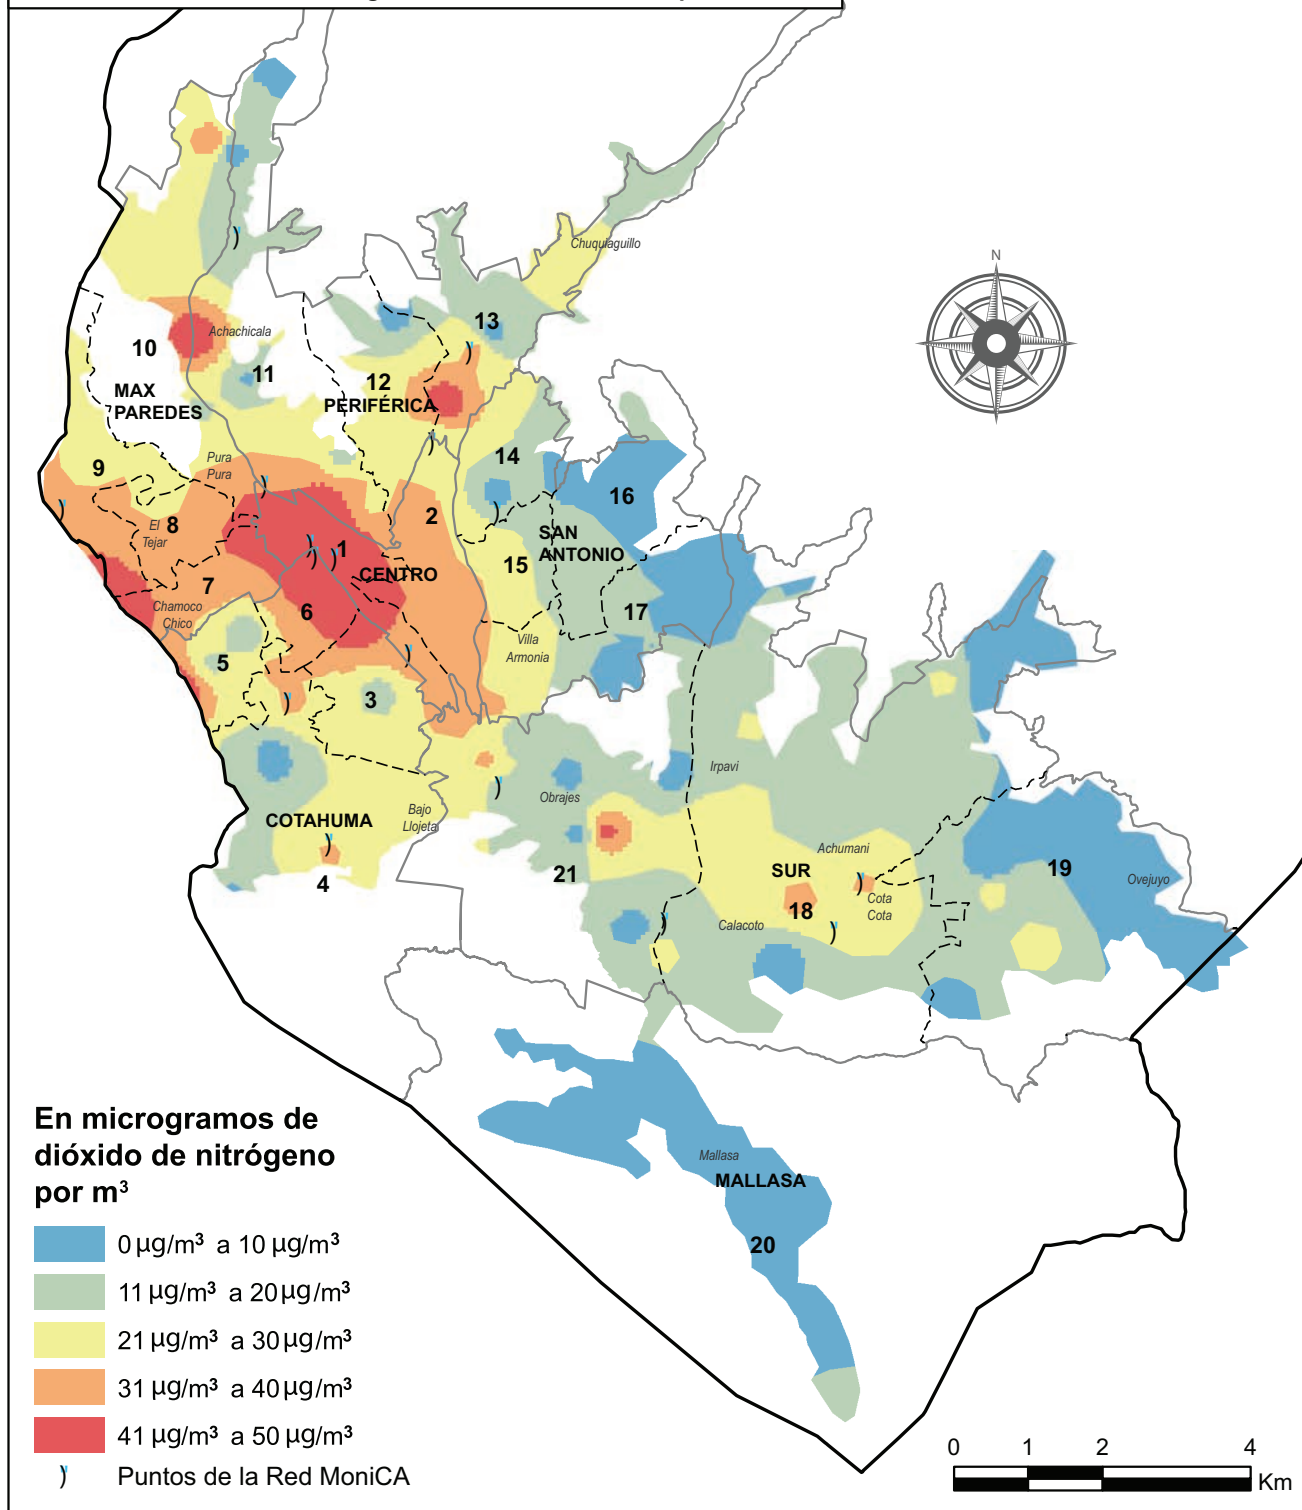 N
Chuquiaguillo
13
Achachicala
10
11
12
MAX
PAREDES
PERIFÉRICA
Pura
Pura
9
14
16
El
Tejar
8
2
SAN
ANTONIO
1
CENTRO
15
7
Chamoco
Chico
6
17
Villa
Armonia
5
3
Irpavi
Obrajes
Bajo
Llojeta
COTAHUMA
Achumani
SUR
21
19
Ovejuyo
4
18
Cota
Cota
Calacoto
Mallasa
MALLASA
20
En microgramos de
dióxido de nitrógeno
por m³
0 µg/m³ a 10 µg/m³
11 µg/m³ a 20 µg/m³
21 µg/m³ a 30 µg/m³
31 µg/m³ a 40 µg/m³
41 µg/m³ a 50 µg/m³
Puntos de la Red MoniCA
0 1 2 4
Km